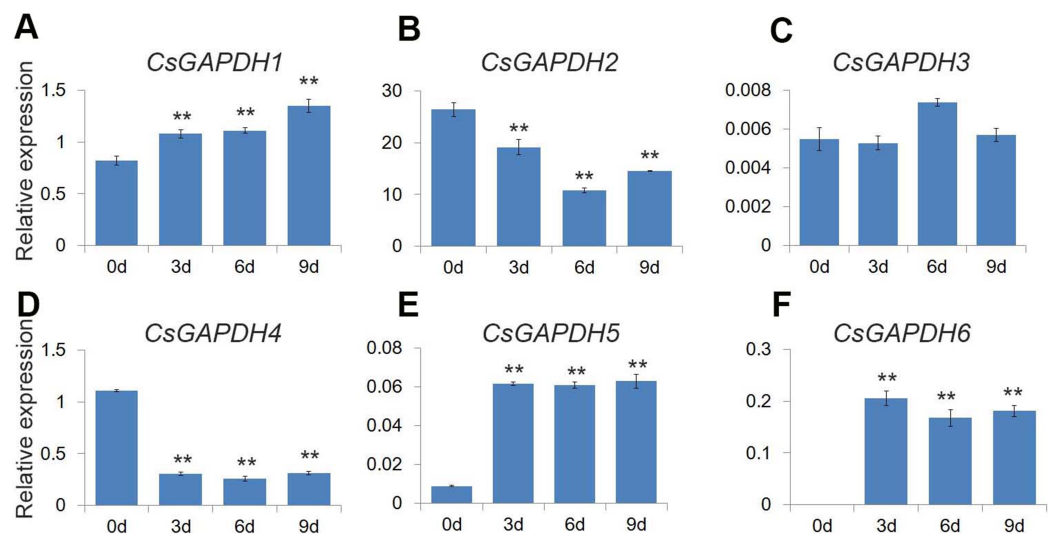 A
CsGAPDH1
Relative expression
1.5
1
0.5
0
**
**
**
0d 3d 6d 9d
B
CsGAPDH2
30
20
10
0
**
**
**
0d 3d 6d 9d
C
CsGAPDH3
0.008
0.006
0.004
0.002
0
0d 3d 6d 9d
D
CsGAPDH4
Relative expression
1.5
1
0.5
0
**
**
**
0d 3d 6d 9d
E
CsGAPDH5
0.08
0.06
0.04
0.02
0
**
**
**
0d 3d 6d 9d
F
CsGAPDH6
0.3
0.2
0.1
0
**
**
**
0d 3d 6d 9d